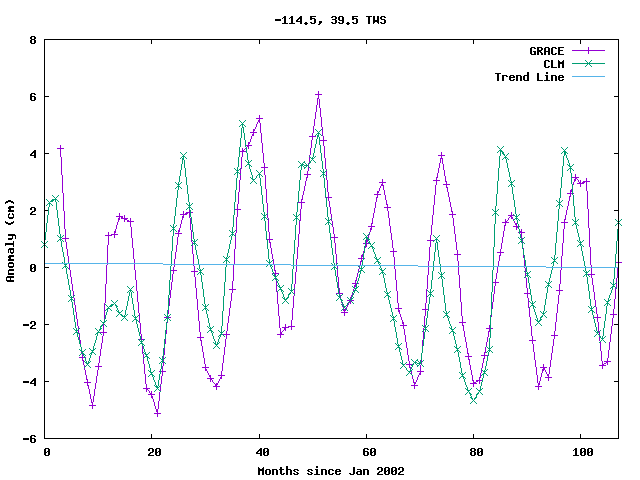 -114.5, 39.5 TWS
GRACE
CLM
Trend Line
8
6
4
2
0
-2
-4
-6
Anomaly (cm)
0 20 40 60 80 100
Months since Jan 2002